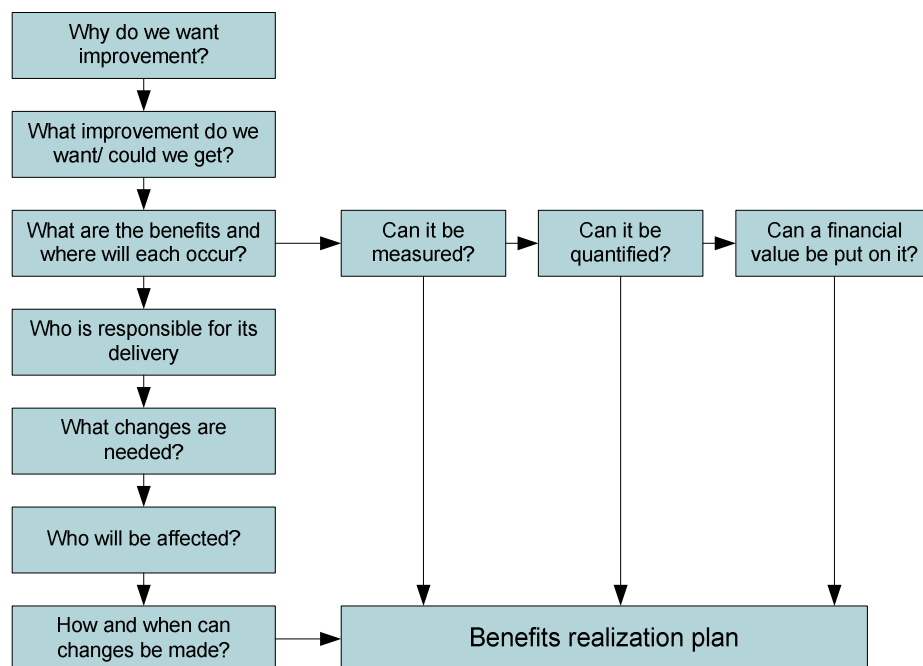 Why do we want
improvement?
What improvement do we
want/ could we get?
What are the benefits and
where will each occur?
Can it be
measured?
Can it be
quantified?
Can a financial
value be put on it?
Who is responsible for its
delivery
What changes are
needed?
Who will be affected?
How and when can
changes be made?
Benefits realization plan